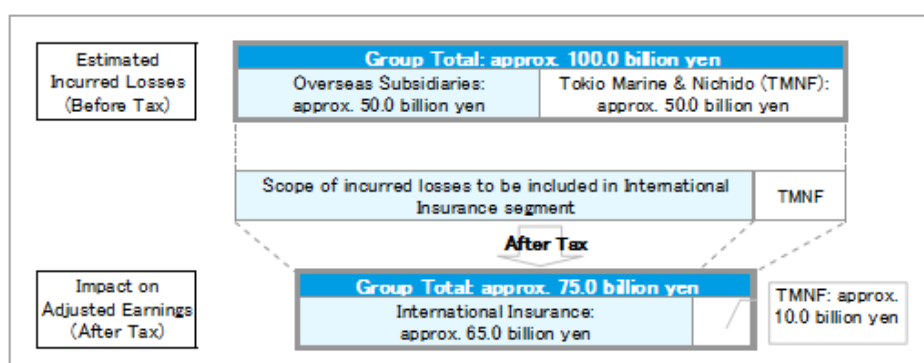 Estimated
Incurred Losses
(Before Tax)
Group Total: approx. 100.0 billion yen
Overseas Subsidiaries:
approx. 50.0 billion yen
Tokio Marine & Nichido (TMNF):
approx. 50.0 billion yen
Scope of incurred losses to be included in International
Insurance segment
TMNF
After Tax
Impact on
Adjusted Earnings
(After Tax)
Group Total: approx. 75.0 billion yen
International Insurance:
approx. 65.0 billion yen
TMNF: approx.
10.0 billion yen